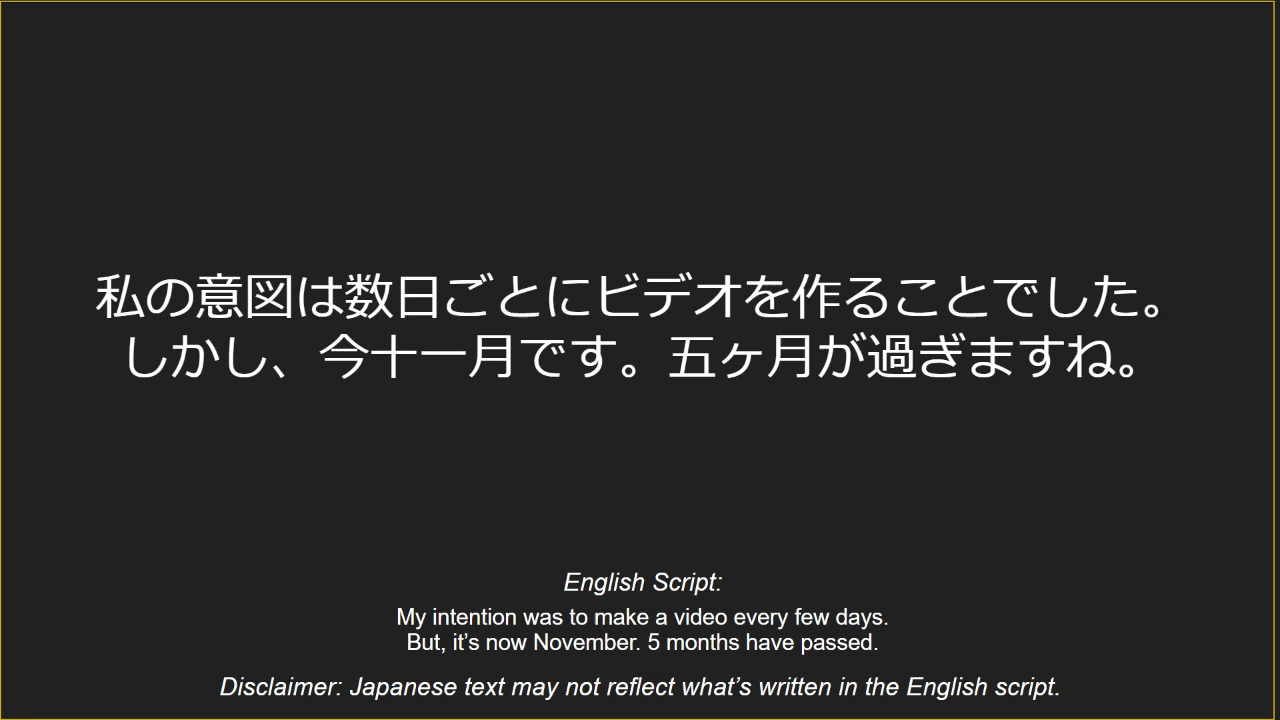 私の意図は数日ごとにビデオを作ることでした。
しかし、今十一月です。五ヶ月が過ぎますね。
English Script:
My intention was to make a video every few days.
But, it’s now November. 5 months have passed.
Disclaimer: Japanese text may not reflect what’s written in the English script.